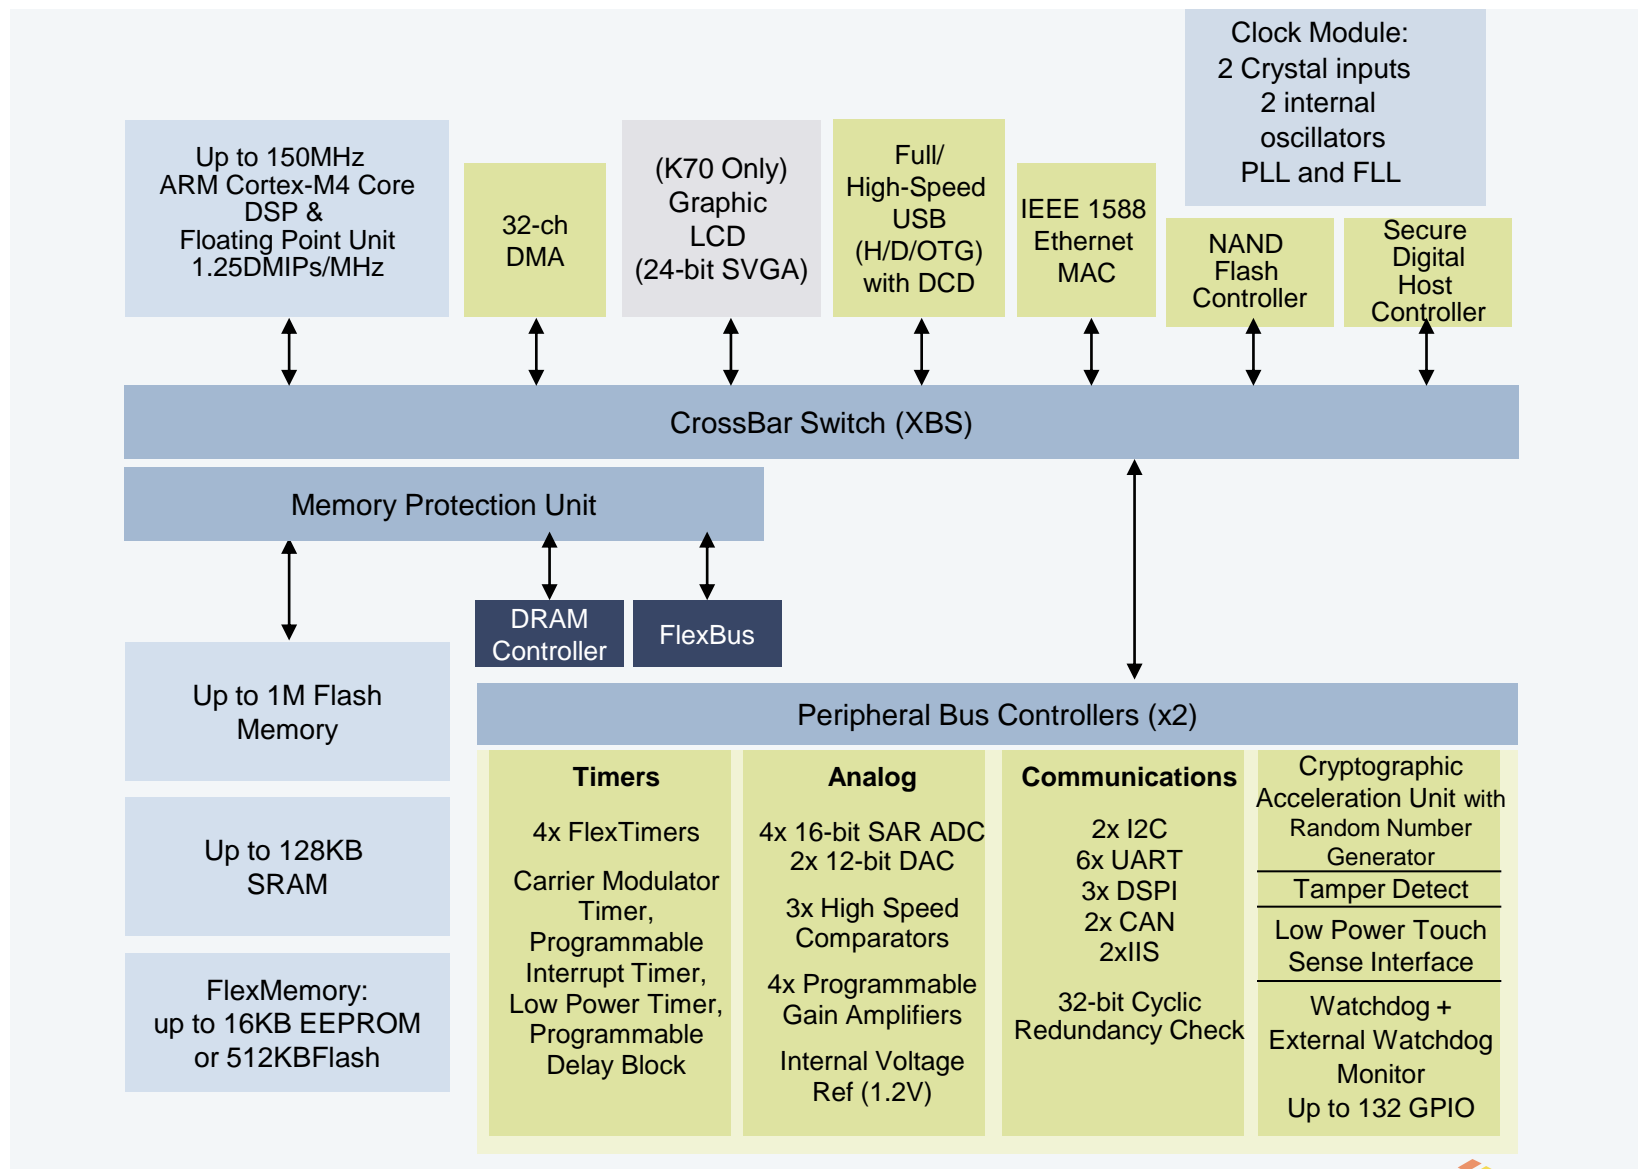 Clock Module:
2 Crystal inputs
2 internal
oscillators
PLL and FLL
Up to 150MHz
ARM Cortex-M4 Core
DSP &
Floating Point Unit
1.25DMIPs/MHz
32-ch
DMA
(K70 Only)
Graphic
LCD
(24-bit SVGA)
Full/
High-Speed
USB
(H/D/OTG)
with DCD
IEEE 1588
Ethernet
MAC
NAND
Flash
Controller
Secure
Digital
Host
Controller
CrossBar Switch (XBS)
Memory Protection Unit
DRAM
Controller
FlexBus
Up to 1M Flash
Memory
Up to 128KB
SRAM
FlexMemory:
up to 16KB EEPROM
or 512KBFlash
Peripheral Bus Controllers (x2)
Timers
4x FlexTimers
Carrier Modulator
Timer,
Programmable
Interrupt Timer,
Low Power Timer,
Programmable
Delay Block
Analog
4x 16-bit SAR ADC
2x 12-bit DAC
3x High Speed
Comparators
4x Programmable
Gain Amplifiers
Internal Voltage
Ref (1.2V)
Communications
2x I2C
6x UART
3x DSPI
2x CAN
2xIIS
32-bit Cyclic
Redundancy Check
Cryptographic
Acceleration Unit with
Random Number
Generator
Tamper Detect
Low Power Touch
Sense Interface
Watchdog +
External Watchdog
Monitor
Up to 132 GPIO